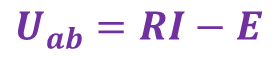 U_ab = RI − E